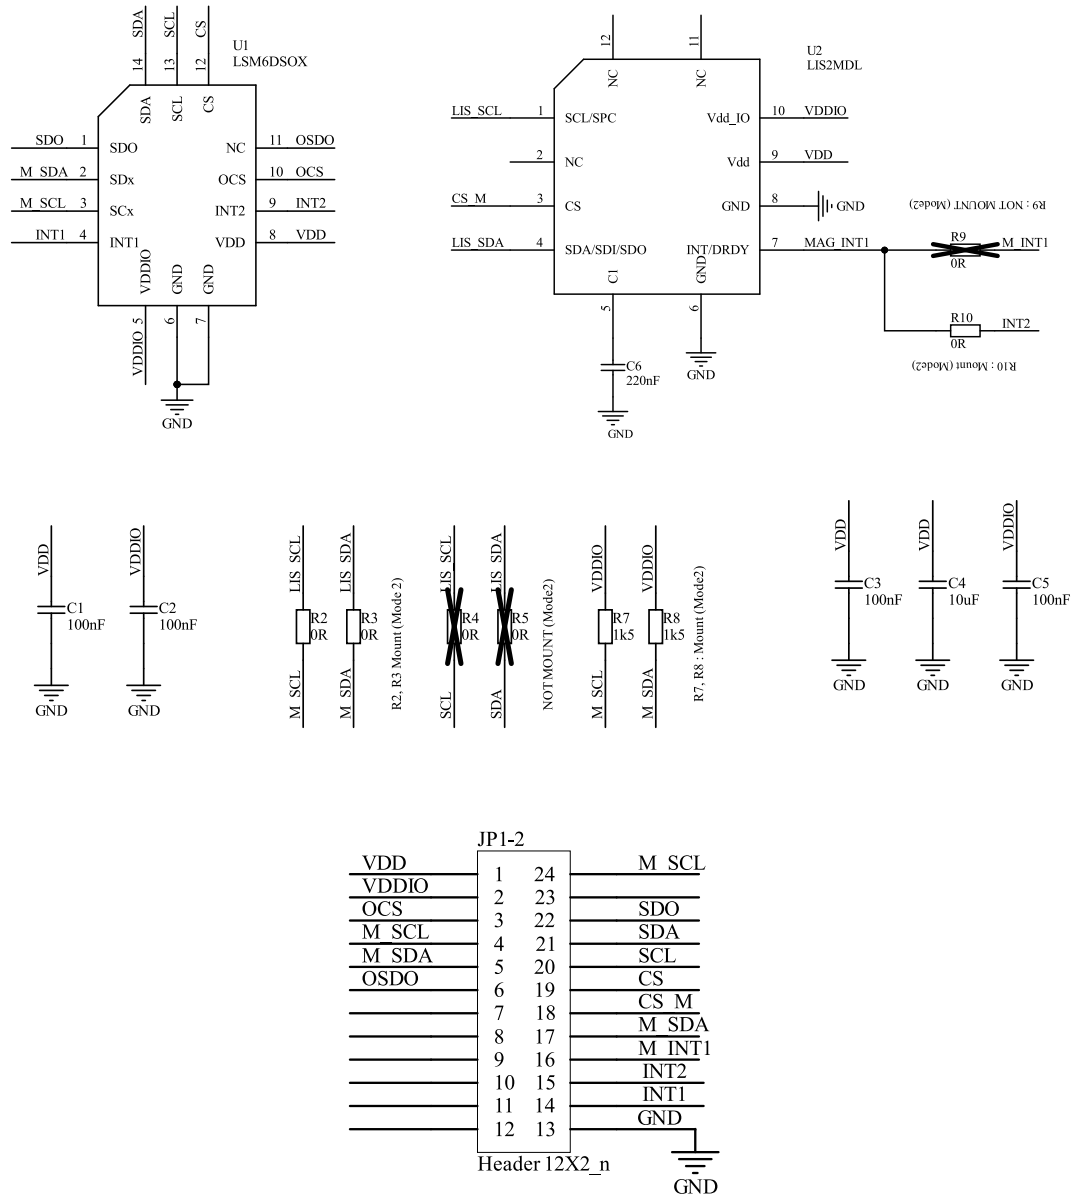 SDA
SCL
CS
14
13
12
U1
LSM6DSOX
SDA
SCL
CS
SDO 1 SDO
M_SDA 2 SDx
M_SCL 3 SCx
INT1 4 INT1
NC 11 OSDO
OCS 10 OCS
INT2 9 INT2
VDD 8 VDD
VDDIO
GND
GND
VDDIO 5
6
7
GND
12
11
U2
LIS2MDL
NC
NC
LIS_SCL 1 SCL/SPC
2 NC
CS_M 3 CS
LIS_SDA 4 SDA/SDI/SDO
Vdd_IO 10 VDDIO
Vdd 9 VDD
GND 8 GND
INT/DRDY 7 MAG_INT1
C1
GND
5
6
C6
220nF
GND
GND
R9 : NOT MOUNT (Mode2)
R9
0R
M_INT1
R10
0R
INT2
R10 : Mount (Mode2)
VDD
C1
100nF
GND
VDDIO
C2
100nF
GND
LIS_SCL
R2
0R
M_SCL
LIS_SDA
R3
0R
M_SDA
R2, R3 Mount (Mode 2)
LIS_SCL
R4
0R
SCL
LIS_SDA
R5
0R
SDA
NOT MOUNT (Mode2)
VDDIO
R7
1k5
M_SCL
VDDIO
R8
1k5
M_SDA
R7, R8 : Mount (Mode2)
VDD
C3
100nF
GND
VDD
C4
10uF
GND
VDDIO
C5
100nF
GND
JP1-2
VDD 1 24 M_SCL
VDDIO 2 23
OCS 3 22 SDO
M_SCL 4 21 SDA
M_SDA 5 20 SCL
OSDO 6 19 CS
7 18 CS_M
8 17 M_SDA
9 16 M_INT1
10 15 INT2
11 14 INT1
12 13 GND
Header 12X2_n
GND